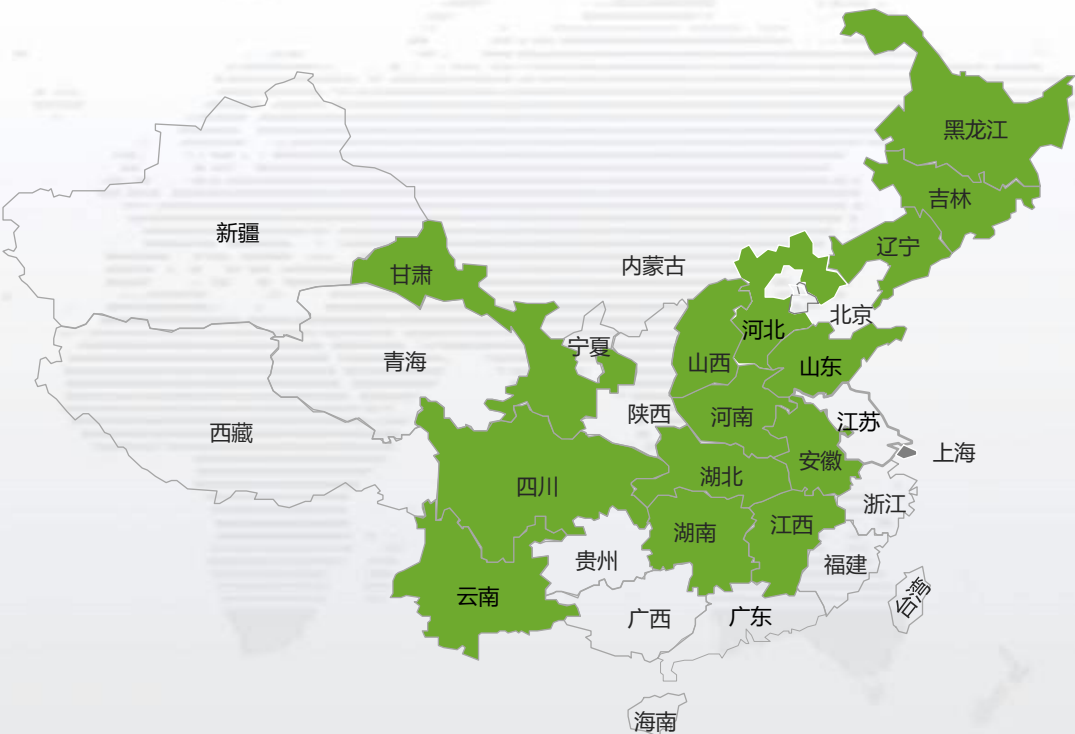 黑龙江
吉林
新疆
辽宁
内蒙古
甘肃
北京
河北
宁夏
青海
山西
山东
陕西
河南
江苏
西藏
上海
安徽
湖北
四川
浙江
江西
湖南
贵州
福建
云南
台湾
广东
广西
海南